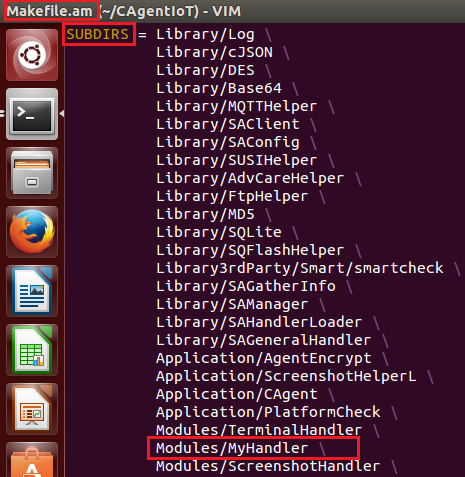 Makefile.am (~/CAgentIoT) - VIM
SUBDIRS = Library/Log \
Library/cJSON \
Library/DES \
Library/Base64 \
Library/MQTTHelper \
Library/SAClient \
Library/SAConfig \
Library/SUSIHelper \
Library/AdvCareHelper \
Library/FtpHelper \
Library/MD5 \
Library/SQLite \
Library/SQFlashHelper \
Library3rdParty/Smart/smartcheck \
Library/SAGatherInfo \
Library/SAManager \
Library/SAHandlerLoader \
Library/SAGeneralHandler \
Application/AgentEncrypt \
Application/ScreenshotHelperL \
Application/CAgent \
Application/PlatformCheck \
Modules/TerminalHandler \
Modules/MyHandler \
Modules/ScreenshotHandler \